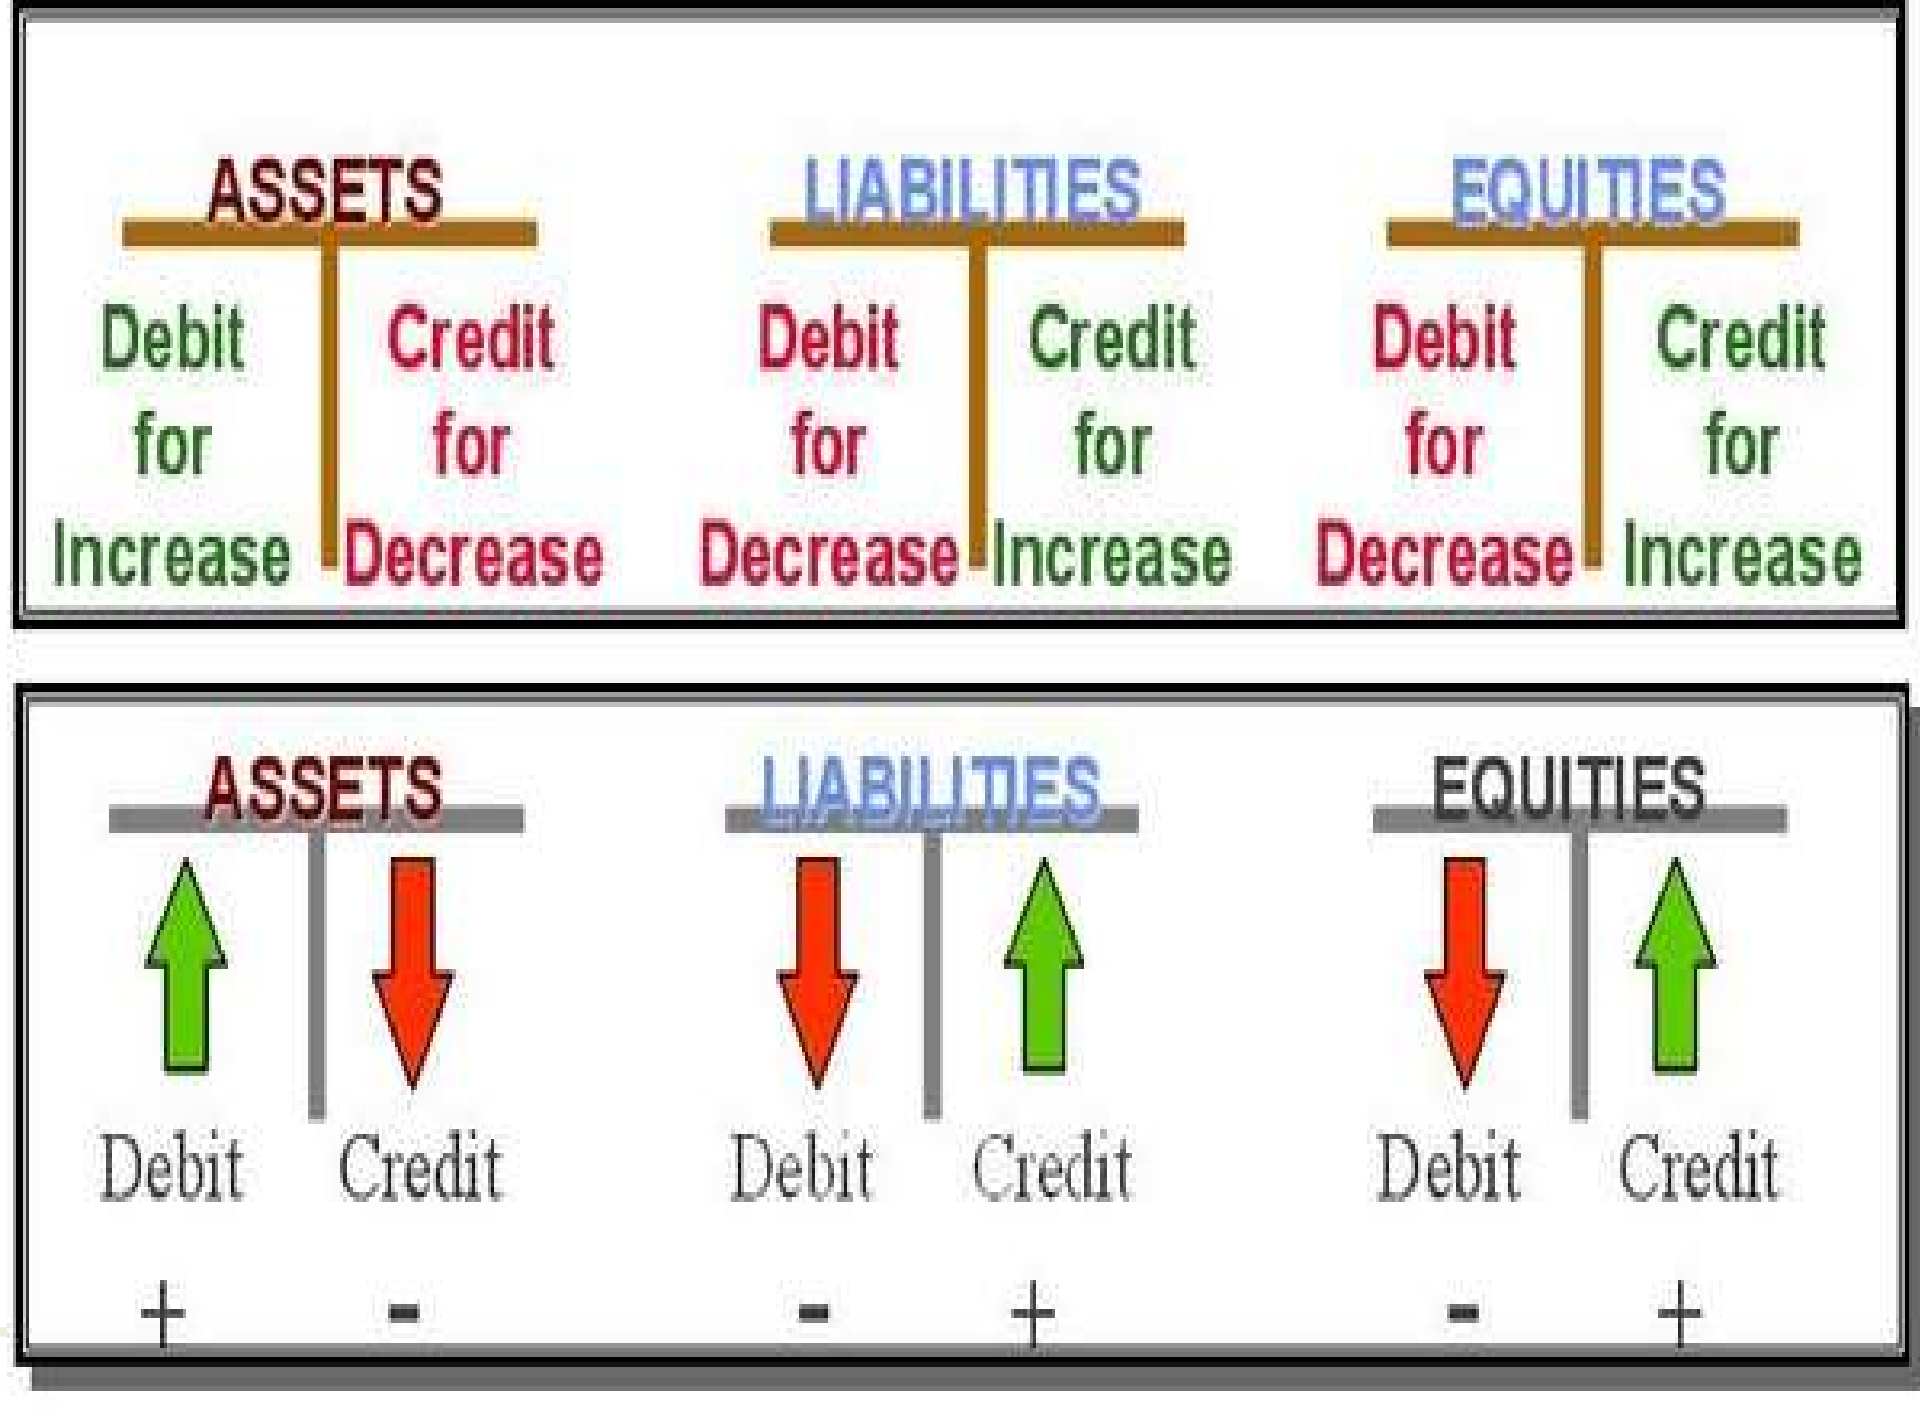 ASSETS LIABILITIES EQUITIES
Debit Credit Debit Credit Debit Credit
for for for for for for
Increase Decrease Decrease Increase Decrease Increase
ASSETS LIABILITIES EQUITIES
Debit Credit Debit Credit Debit Credit
+ - - + - +